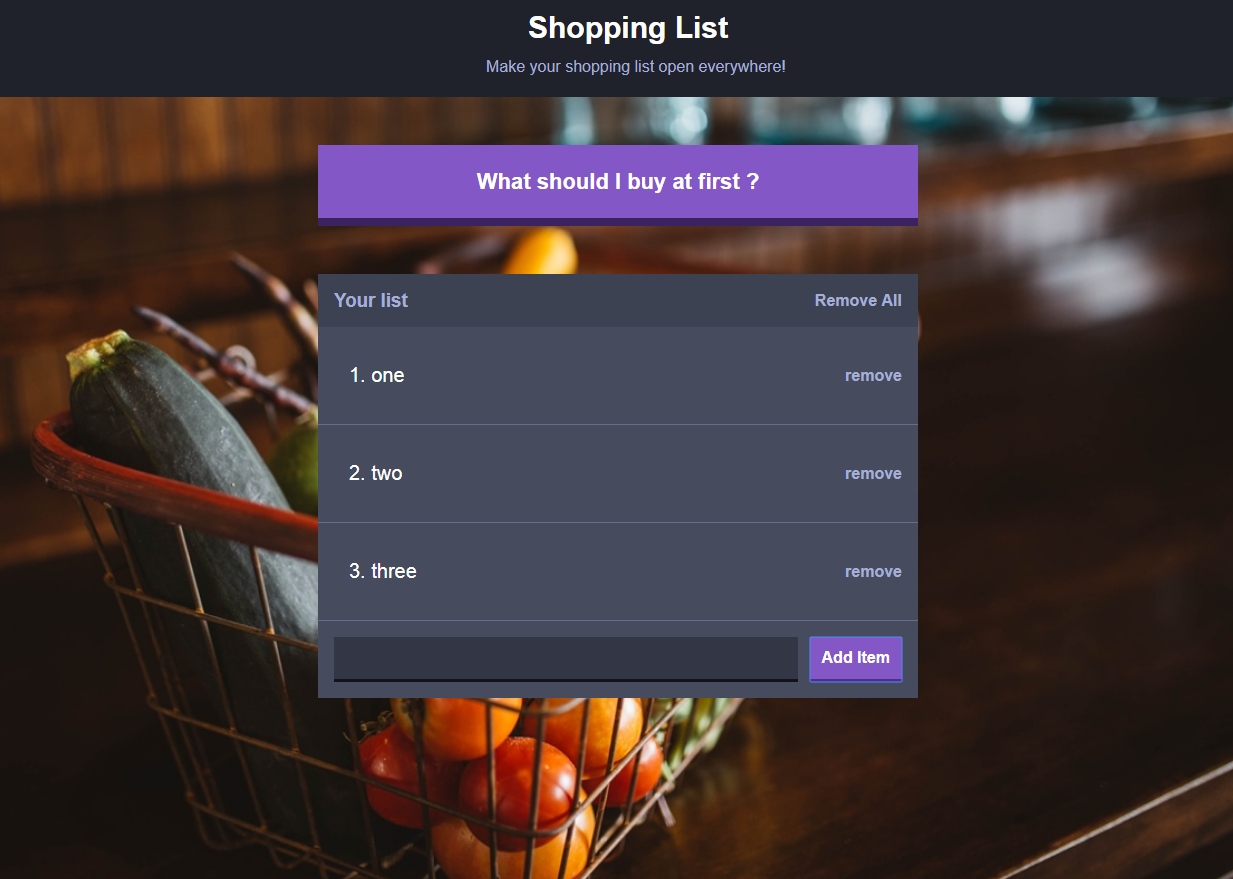 Shopping List
Make your shopping list open everywhere!
What should I buy at first ?
Your list
Remove All
1. one
remove
2. two
remove
3. three
remove
Add Item